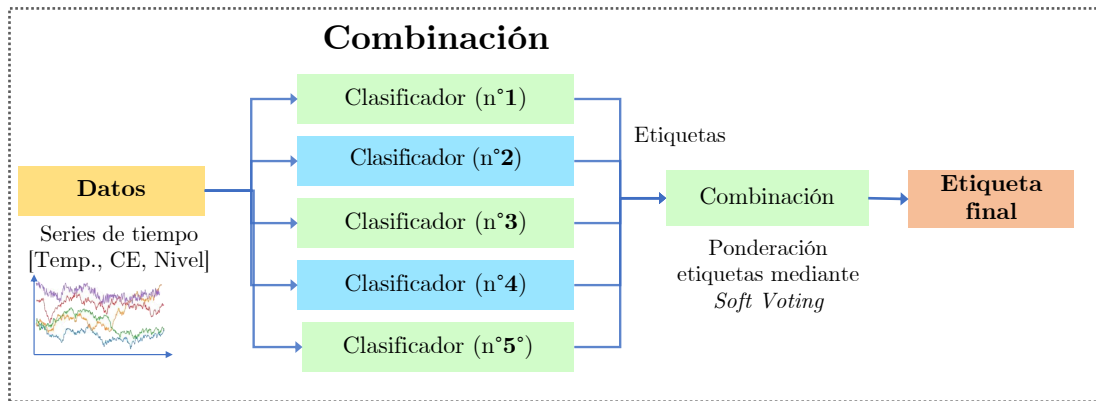 Combinación
Clasificador (n°1)
Etiquetas
Clasificador (n°2)
Datos
Clasificador (n°3)
Combinación
Etiqueta
final
Series de tiempo
[Temp., CE, Nivel]
Clasificador (n°4)
Ponderación
etiquetas mediante
Soft Voting
Clasificador (n°5°)